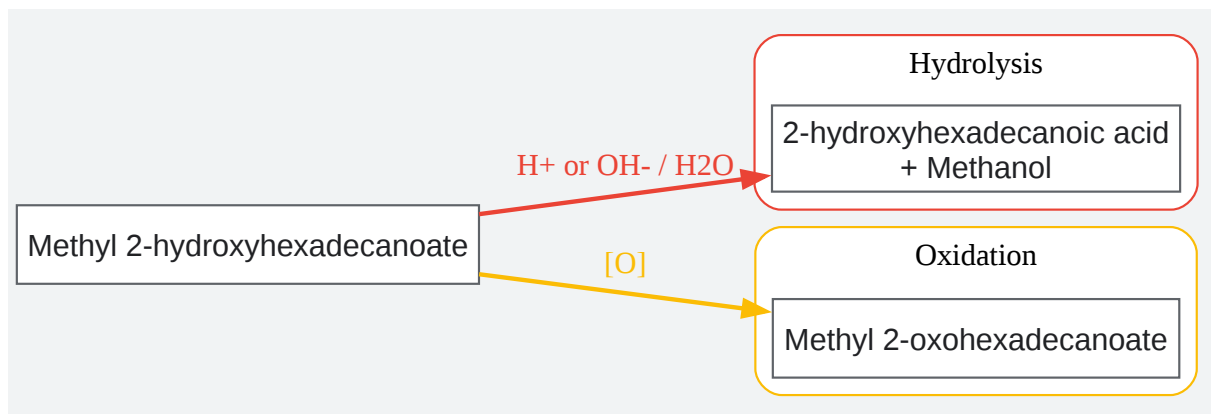 Hydrolysis
2-hydroxyhexadecanoic acid
+ Methanol
H+ or OH- / H2O
Methyl 2-hydroxyhexadecanoate
[O]
Oxidation
Methyl 2-oxohexadecanoate